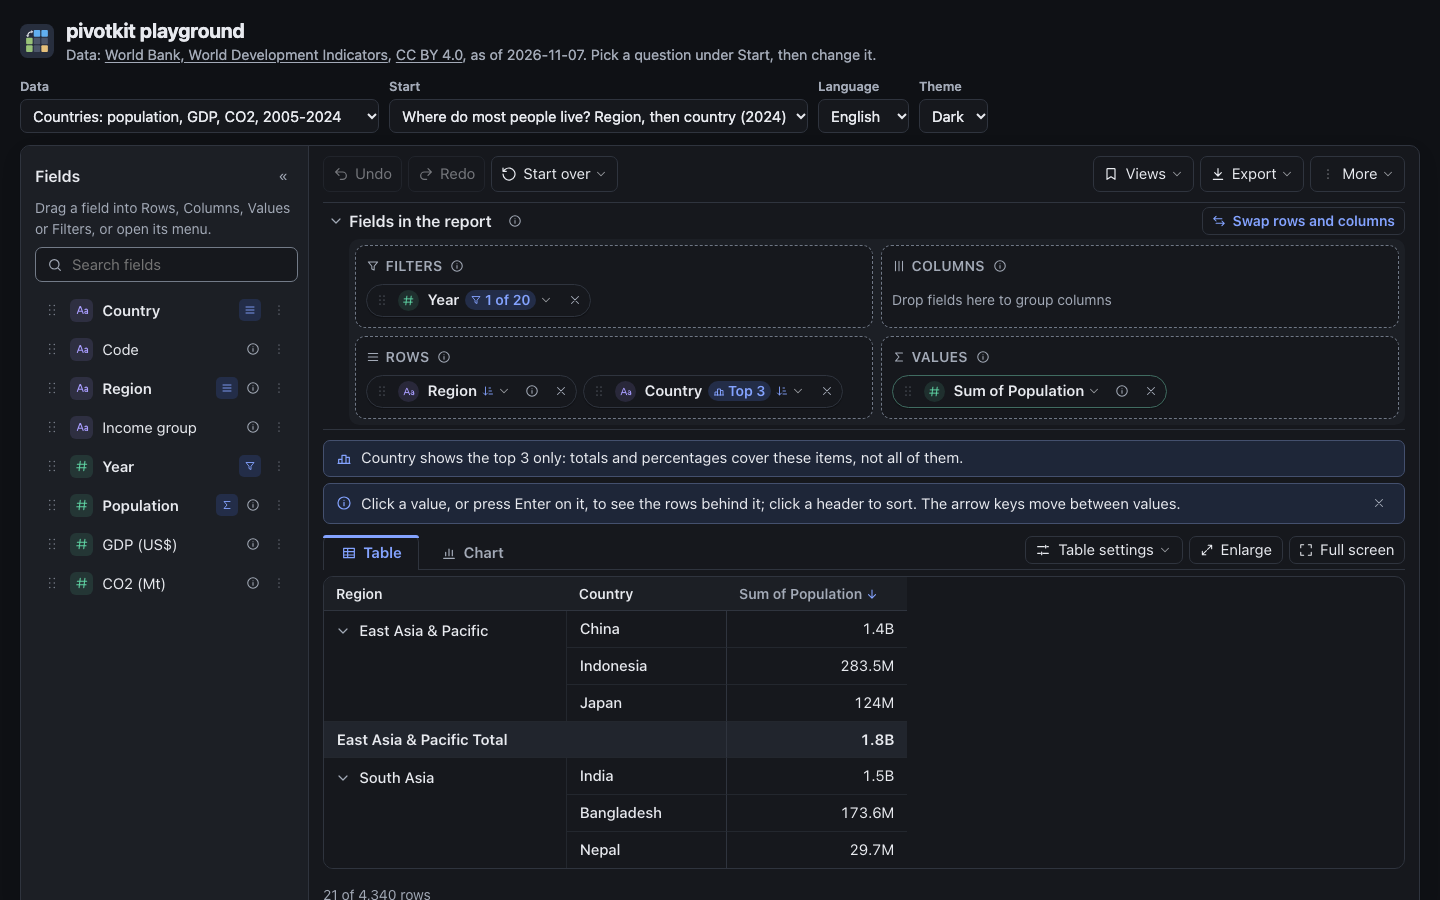 pivotkit playground
Data: World Bank, World Development Indicators, CC BY 4.0, as of 2026-11-07. Pick a question under Start, then change it.
Data
Start
Language
Theme
Countries: population, GDP, CO2, 2005-2024
Where do most people live? Region, then country (2024)
English
Dark
Fields
«
Drag a field into Rows, Columns, Values
or Filters, or open its menu.
Search fields
Aa Country
Aa Code
Aa Region
Aa Income group
# Year
# Population Σ
# GDP (US$)
# CO2 (Mt)
Undo
Redo
Start over
Views
Export
More
Fields in the report
Swap rows and columns
FILTERS
# Year 1 of 20
COLUMNS
Drop fields here to group columns
ROWS
Aa Region
Aa Country Top 3
Σ VALUES
# Sum of Population
Country shows the top 3 only: totals and percentages cover these items, not all of them.
Click a value, or press Enter on it, to see the rows behind it; click a header to sort. The arrow keys move between values.
Table
Chart
Table settings
Enlarge
Full screen
Region Country Sum of Population
East Asia & Pacific China 1.4B
Indonesia 283.5M
Japan 124M
East Asia & Pacific Total 1.8B
South Asia India 1.5B
Bangladesh 173.6M
Nepal 29.7M
21 of 4,340 rows